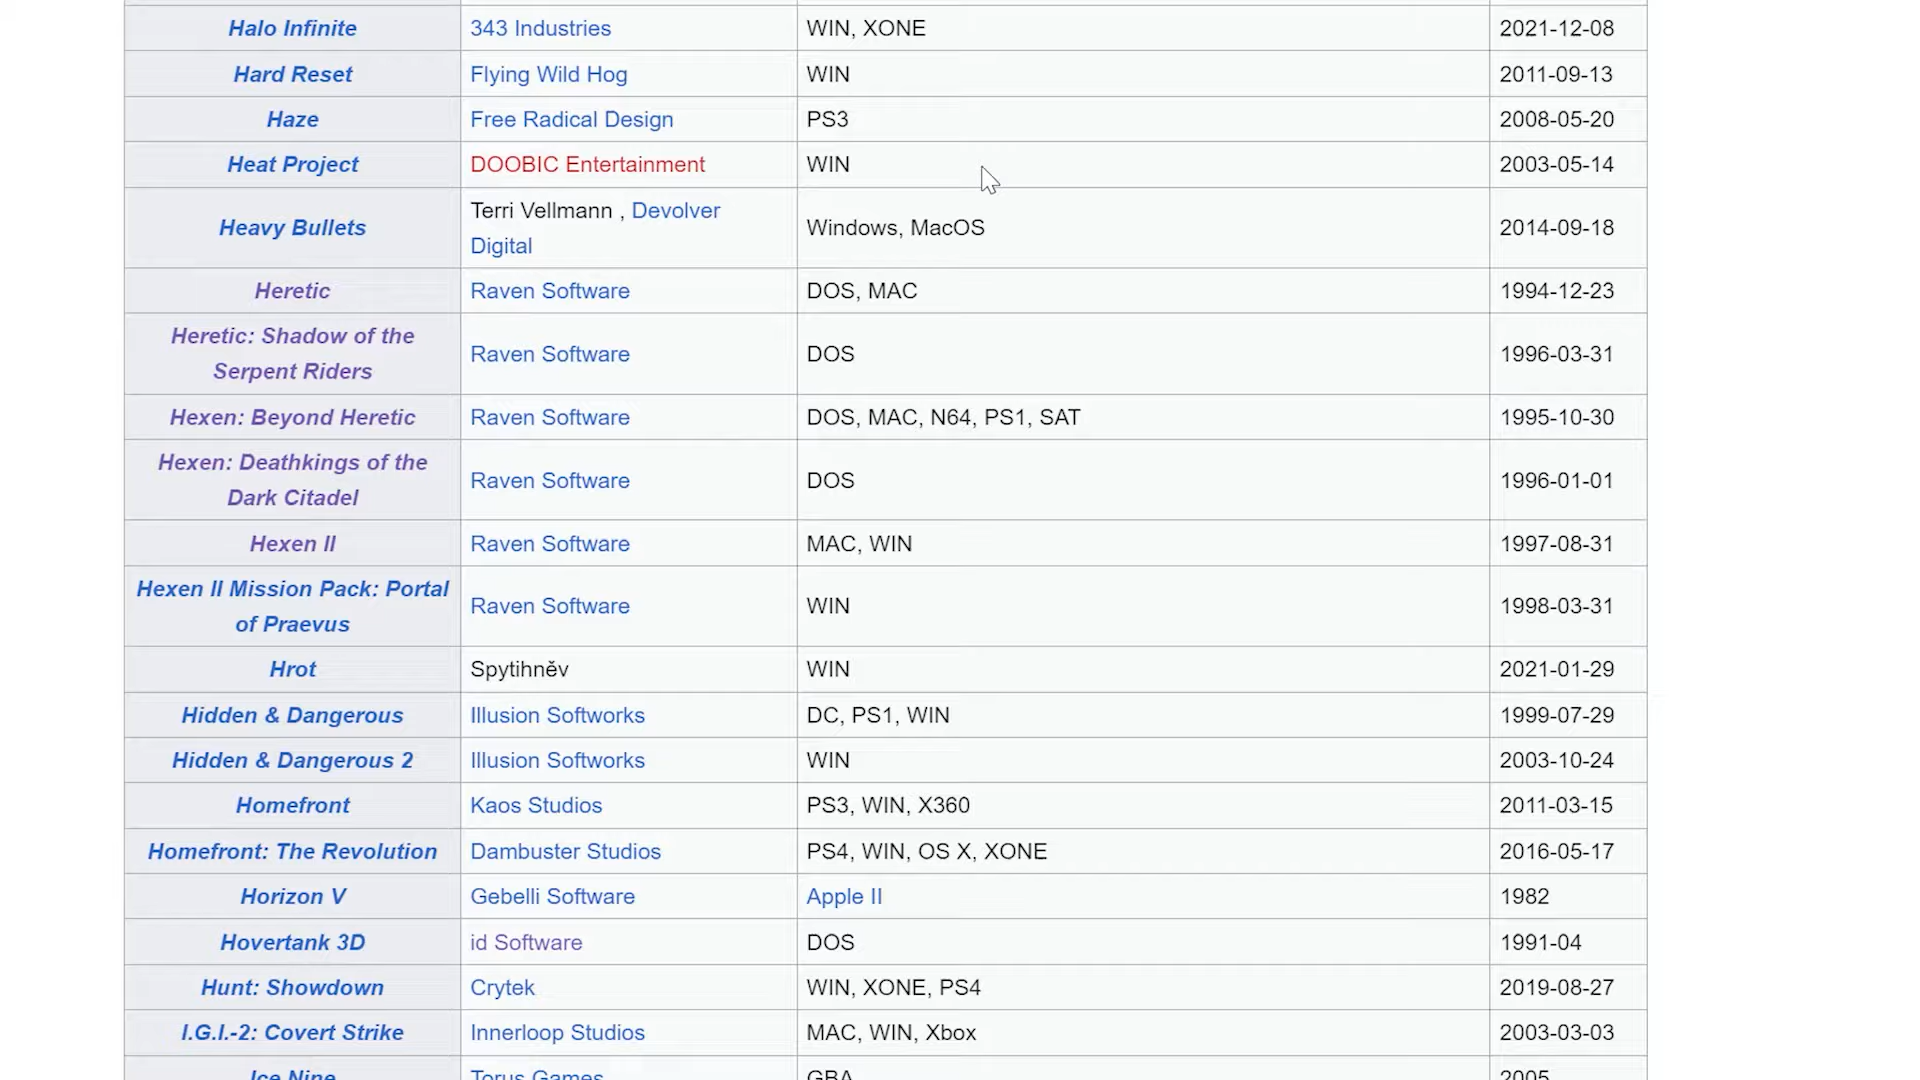 Halo Infinite 343 Industries WIN, XONE 2021-12-08
Hard Reset Flying Wild Hog WIN 2011-09-13
Haze Free Radical Design PS3 2008-05-20
Heat Project DOOBIC Entertainment WIN 2003-05-14
Heavy Bullets Terri Vellmann , Devolver Digital Windows, MacOS 2014-09-18
Heretic Raven Software DOS, MAC 1994-12-23
Heretic: Shadow of the Serpent Riders Raven Software DOS 1996-03-31
Hexen: Beyond Heretic Raven Software DOS, MAC, N64, PS1, SAT 1995-10-30
Hexen: Deathkings of the Dark Citadel Raven Software DOS 1996-01-01
Hexen II Raven Software MAC, WIN 1997-08-31
Hexen II Mission Pack: Portal of Praevus Raven Software WIN 1998-03-31
Hrot Spytihněv WIN 2021-01-29
Hidden & Dangerous Illusion Softworks DC, PS1, WIN 1999-07-29
Hidden & Dangerous 2 Illusion Softworks WIN 2003-10-24
Homefront Kaos Studios PS3, WIN, X360 2011-03-15
Homefront: The Revolution Dambuster Studios PS4, WIN, OS X, XONE 2016-05-17
Horizon V Gebelli Software Apple II 1982
Hovertank 3D id Software DOS 1991-04
Hunt: Showdown Crytek WIN, XONE, PS4 2019-08-27
I.G.I.-2: Covert Strike Innerloop Studios MAC, WIN, Xbox 2003-03-03
Ice Nine Torus Games GBA 2005